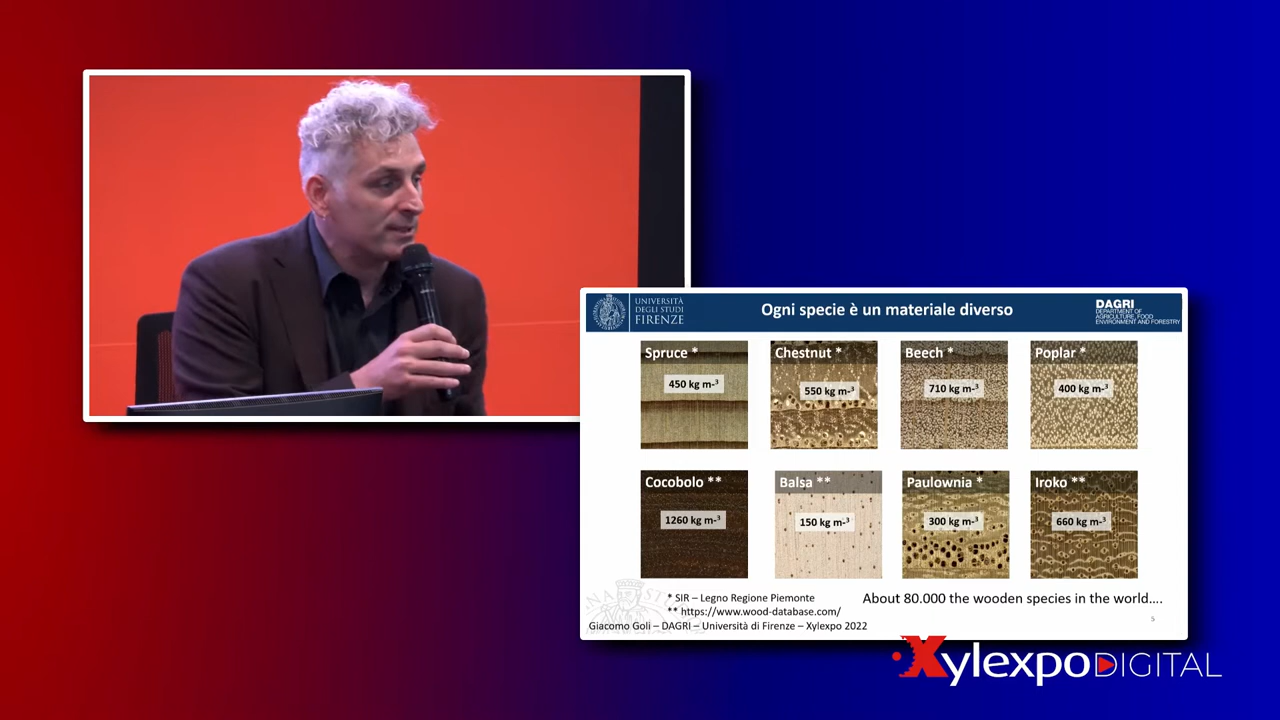 UNIVERSITÀ
DEGLI STUDI
FIRENZE
Ogni specie è un materiale diverso
DAGRI
DEPARTMENT OF
AGRICULTURE, FOOD
ENVIRONMENT AND FORESTRY
Spruce *
450 kg m-³
Chestnut *
550 kg m-³
Beech *
710 kg m-³
Poplar *
400 kg m-³
Cocobolo **
1260 kg m-³
Balsa **
150 kg m-³
Paulownia *
300 kg m-³
Iroko **
660 kg m-³
* SIR – Legno Regione Piemonte
** https://www.wood-database.com/
About 80.000 the wooden species in the world....
Giacomo Goli – DAGRI – Università di Firenze – Xylexpo 2022
5
XylexpoDIGITAL